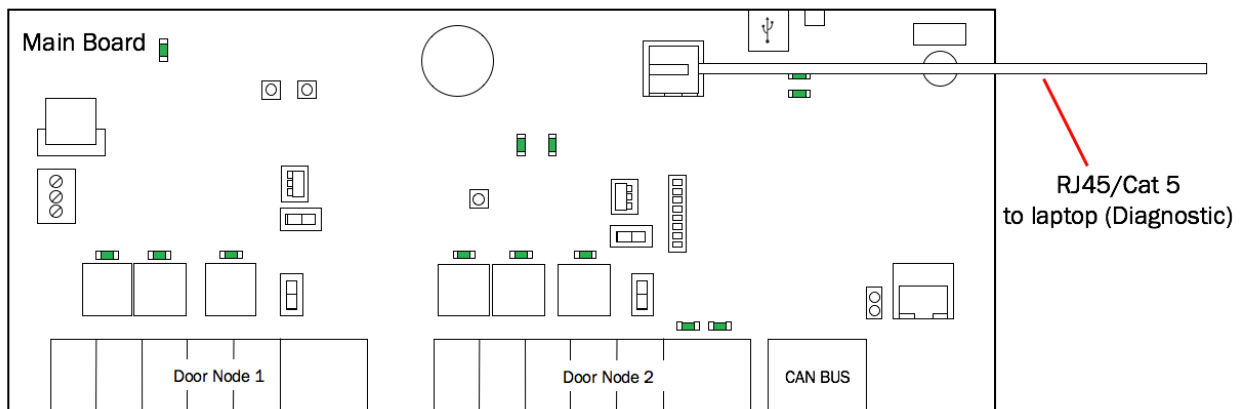 Main Board
RJ45/Cat 5
to laptop (Diagnostic)
Door Node 1
Door Node 2
CAN BUS